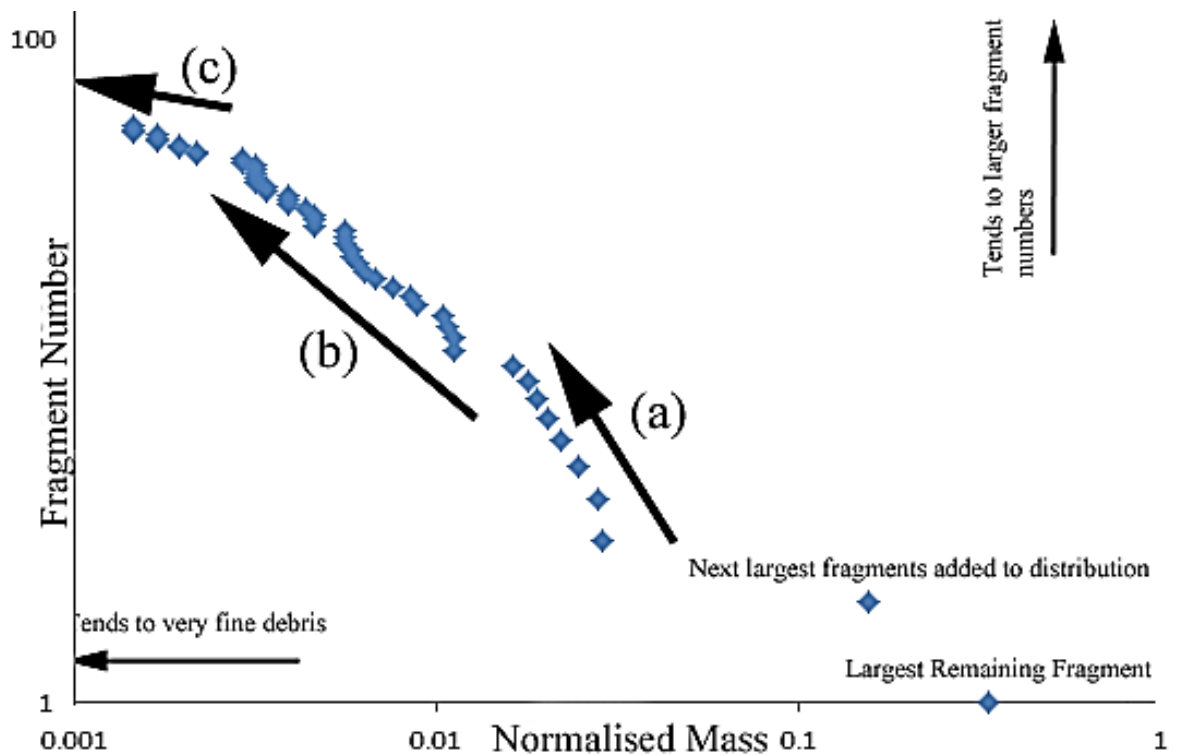 100
(c)
Tends to larger fragment
numbers
Fragment Number
(b)
(a)
Next largest fragments added to distribution
ends to very fine debris
Largest Remaining Fragment
1
0.001
0.01
Normalised Mass
0.1
1